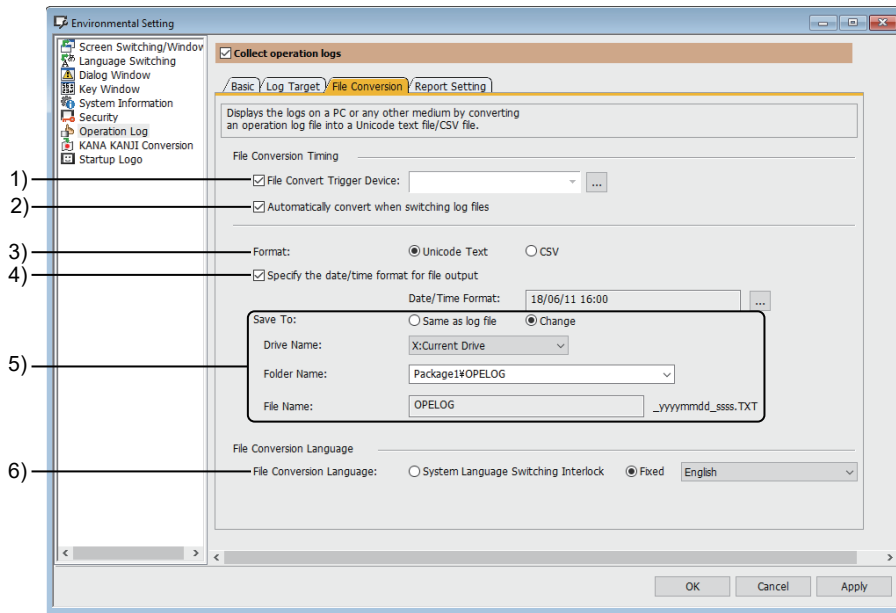 Environmental Setting
Screen Switching/Window
Language Switching
Dialog Window
Key Window
System Information
Security
Operation Log
KANA KANJI Conversion
Startup Logo
Collect operation logs
Basic Log Target File Conversion Report Setting
Displays the logs on a PC or any other medium by converting
an operation log file into a Unicode text file/CSV file.
File Conversion Timing
1) File Convert Trigger Device: ...
2) Automatically convert when switching log files
3) Format: Unicode Text CSV
4) Specify the date/time format for file output
Date/Time Format: 18/06/11 16:00 ...
5)
Save To: Same as log file Change
Drive Name: X:Current Drive
Folder Name: Package1¥OPELOG
File Name: OPELOG _yyyymmdd_ssss.TXT
File Conversion Language
6) File Conversion Language: System Language Switching Interlock Fixed English
OK Cancel Apply